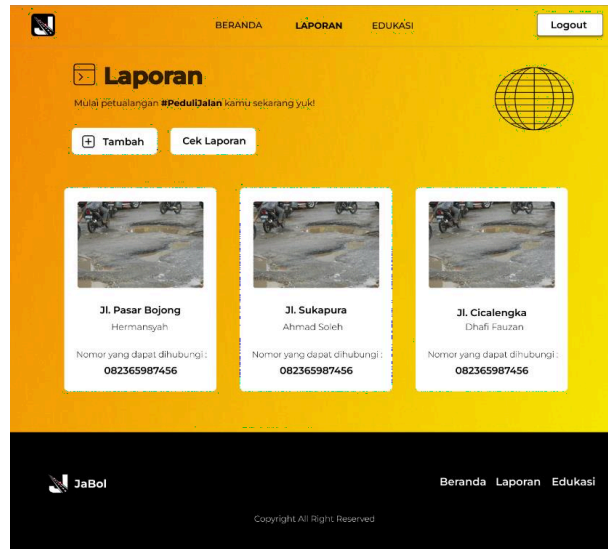 BERANDA LAPORAN EDUKASI Logout
Laporan
Mulai petualangan #PeduliJalan kamu sekarang yuk!
Tambah Cek Laporan
Jl. Pasar Bojong
Hermansyah
Nomor yang dapat dihubungi :
082365987456
Jl. Sukapura
Ahmad Soleh
Nomor yang dapat dihubungi :
082365987456
Jl. Cicalengka
Dhafi Fauzan
Nomor yang dapat dihubungi :
082365987456
JaBol
Beranda Laporan Edukasi
Copyright All Right Reserved